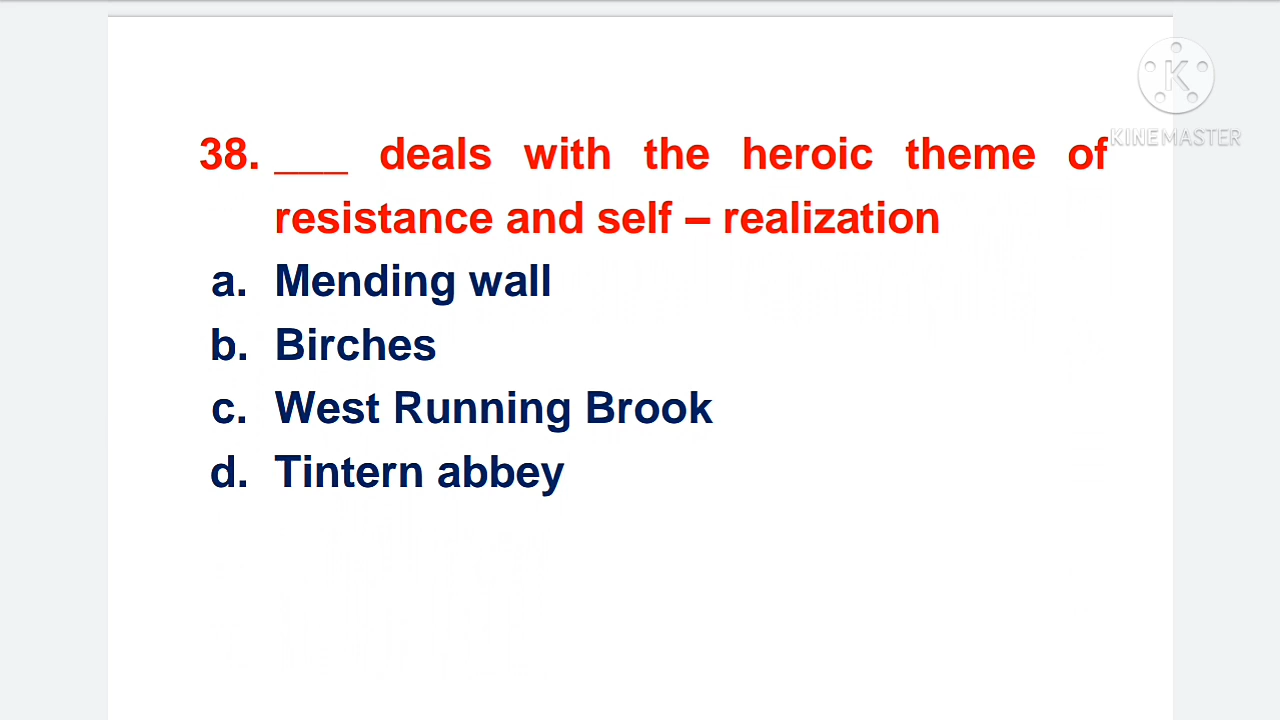 38. ___ deals with the heroic theme of
resistance and self – realization
a. Mending wall
b. Birches
c. West Running Brook
d. Tintern abbey
K
KINEMASTER